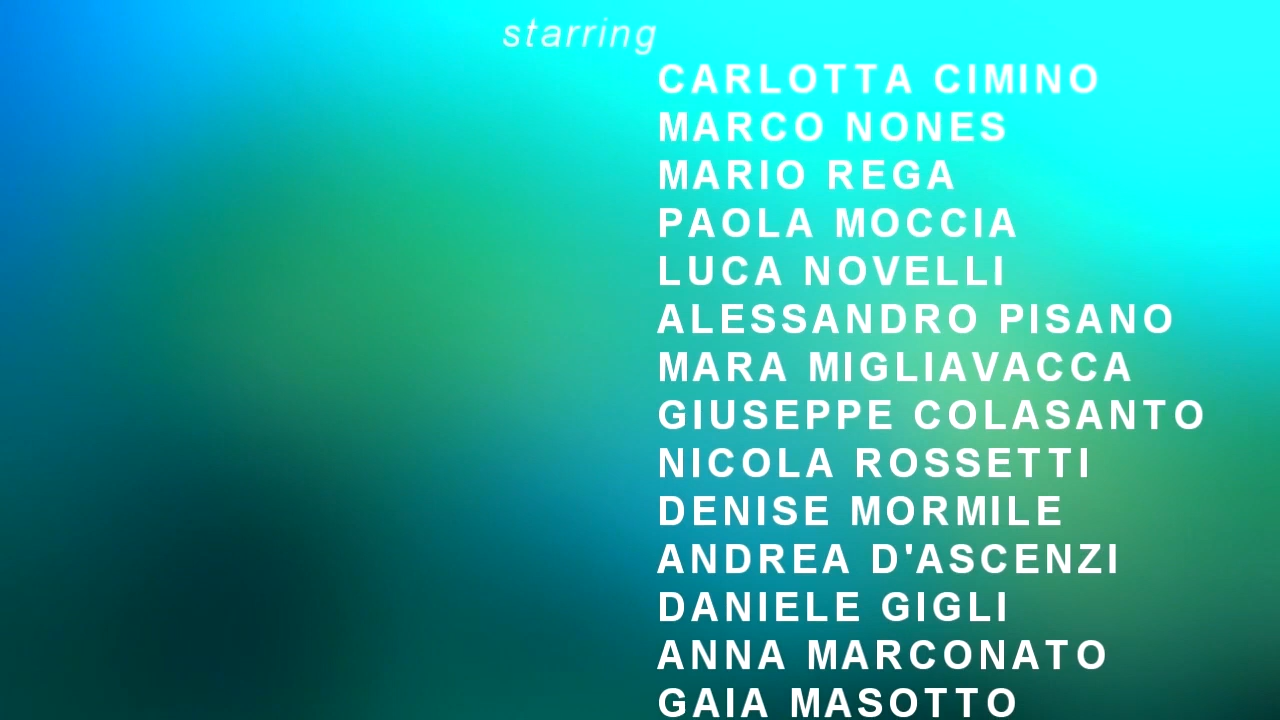 starring
CARLOTTA CIMINO
MARCO NONES
MARIO REGA
PAOLA MOCCIA
LUCA NOVELLI
ALESSANDRO PISANO
MARA MIGLIAVACCA
GIUSEPPE COLASANTO
NICOLA ROSSETTI
DENISE MORMILE
ANDREA D'ASCENZI
DANIELE GIGLI
ANNA MARCONATO
GAIA MASOTTO